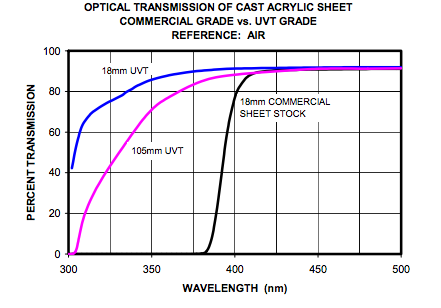 OPTICAL TRANSMISSION OF CAST ACRYLIC SHEET
COMMERCIAL GRADE vs. UVT GRADE
REFERENCE: AIR
PERCENT TRANSMISSION
100
80
60
40
20
0
18mm UVT
105mm UVT
18mm COMMERCIAL
SHEET STOCK
300
350
400
450
500
WAVELENGTH (nm)